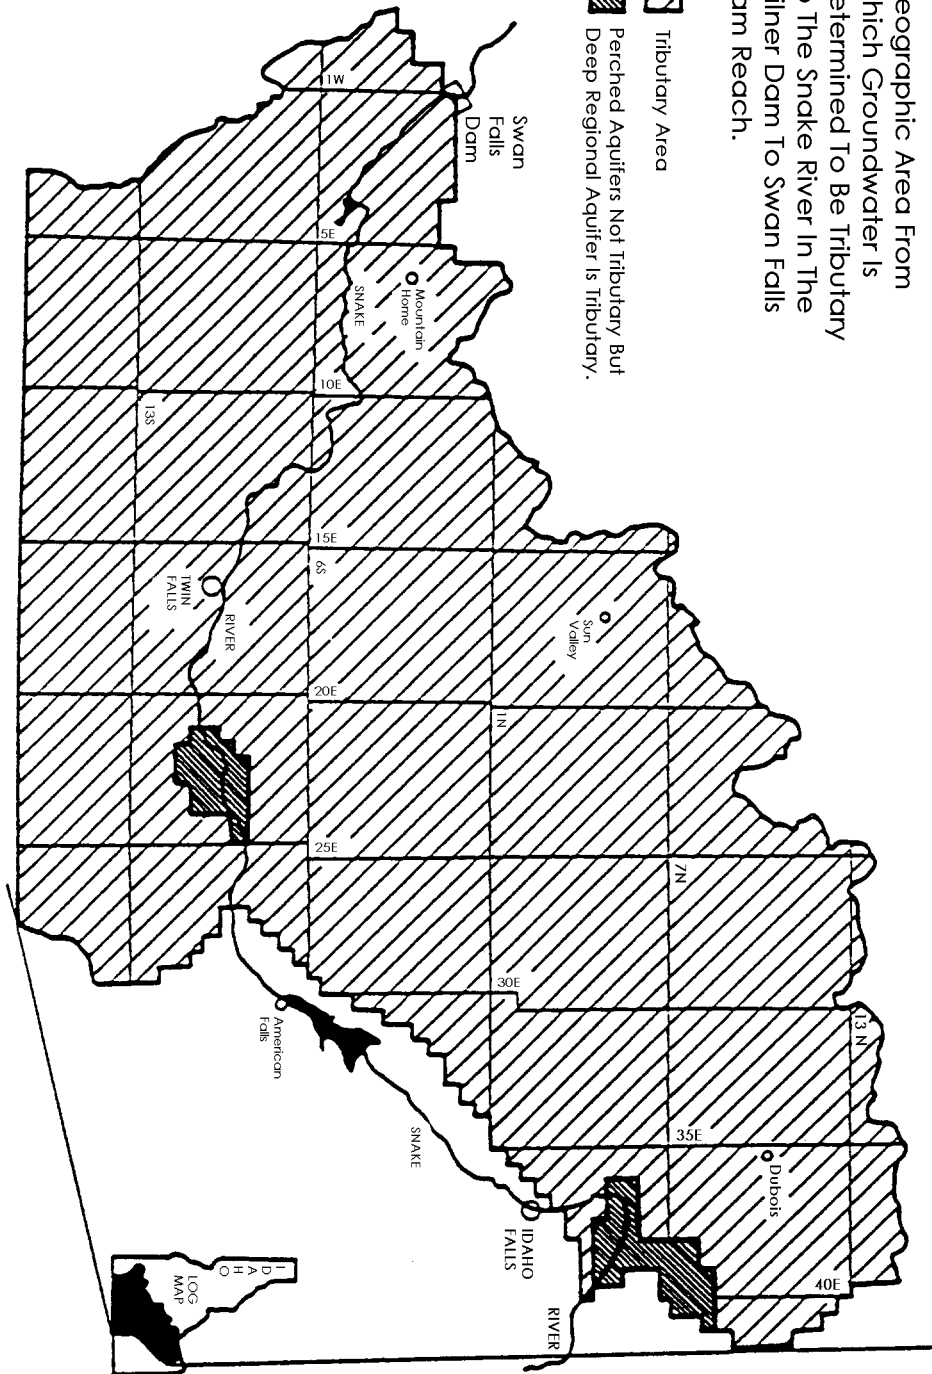 eographic Area From
hich Groundwater Is
etermined To Be Tributary
o The Snake River In The
ilner Dam To Swan Falls
am Reach.
Tributary Area
Perched Aquifers Not Tributary But
Deep Regional Aquifer Is Tributary.
Swan
Falls
Dam
1W
5E
Mountain
Home
SNAKE
10E
13S
15E
6S
TWIN
FALLS
RIVER
Sun
Valley
20E
1N
25E
7N
30E
13 N
American
Falls
SNAKE
35E
Dubois
IDAHO
FALLS
40E
RIVER
IDAHO
LOG
MAP